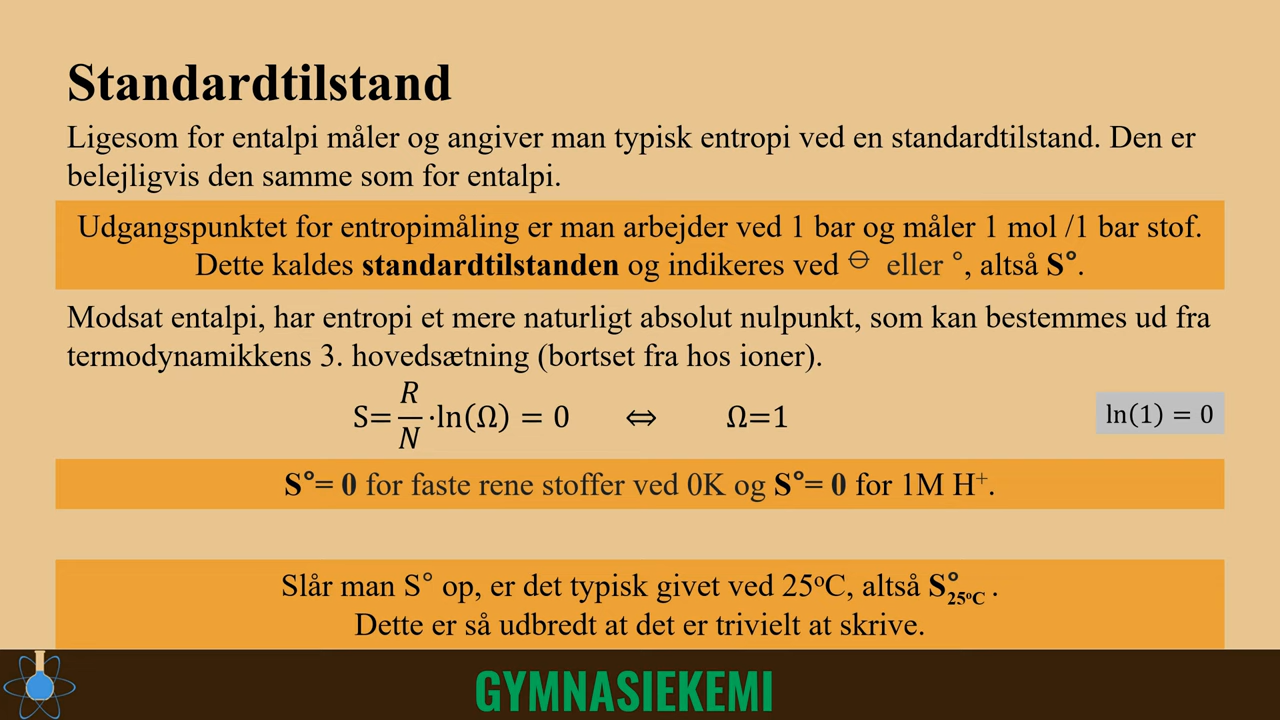 Standardtilstand
Ligesom for entalpi måler og angiver man typisk entropi ved en standardtilstand. Den er
belejligvis den samme som for entalpi.
Udgangspunktet for entropimåling er man arbejder ved 1 bar og måler 1 mol /1 bar stof.
Dette kaldes standardtilstanden og indikeres ved ⊖ eller °, altså S°.
Modsat entalpi, har entropi et mere naturligt absolut nulpunkt, som kan bestemmes ud fra
termodynamikkens 3. hovedsætning (bortset fra hos ioner).
S=R/N·ln(Ω) = 0 ⇔ Ω=1
ln(1) = 0
S°= 0 for faste rene stoffer ved 0K og S°= 0 for 1M H⁺.
Slår man S° op, er det typisk givet ved 25°C, altså S°25°C .
Dette er så udbredt at det er trivielt at skrive.
GYMNASIEKEMI